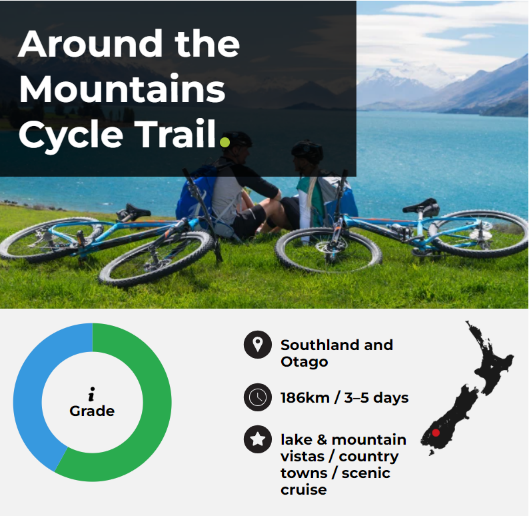 Around the
Mountains
Cycle Trail.
i
Grade
Southland and
Otago
186km / 3–5 days
lake & mountain
vistas / country
towns / scenic
cruise